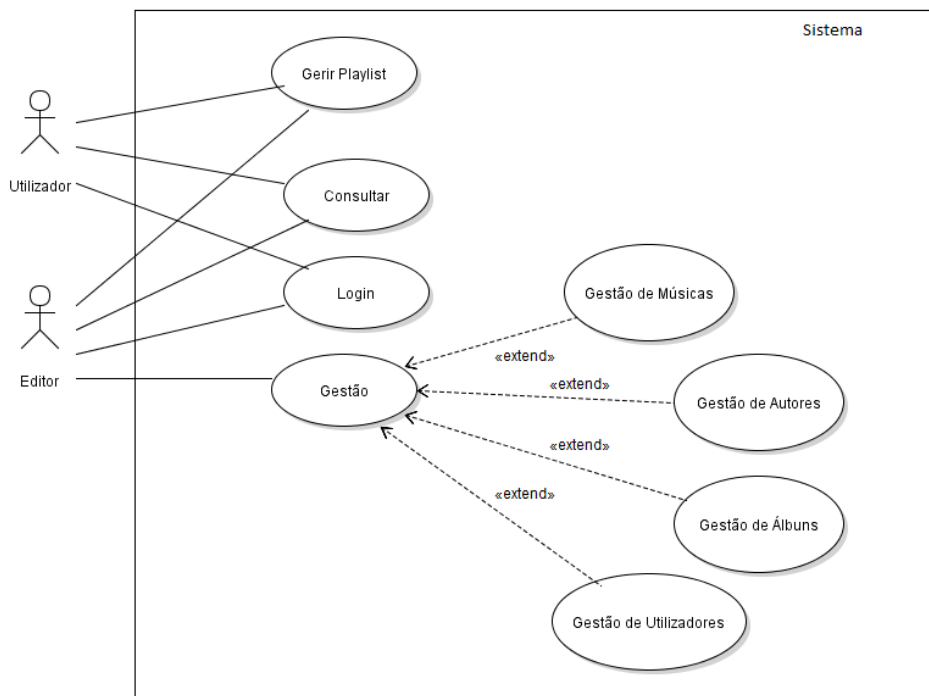 Sistema
Gerir Playlist
Utilizador
Consultar
Login
Gestão de Músicas
«extend»
Editor
Gestão
«extend»
Gestão de Autores
«extend»
«extend»
Gestão de Álbuns
Gestão de Utilizadores